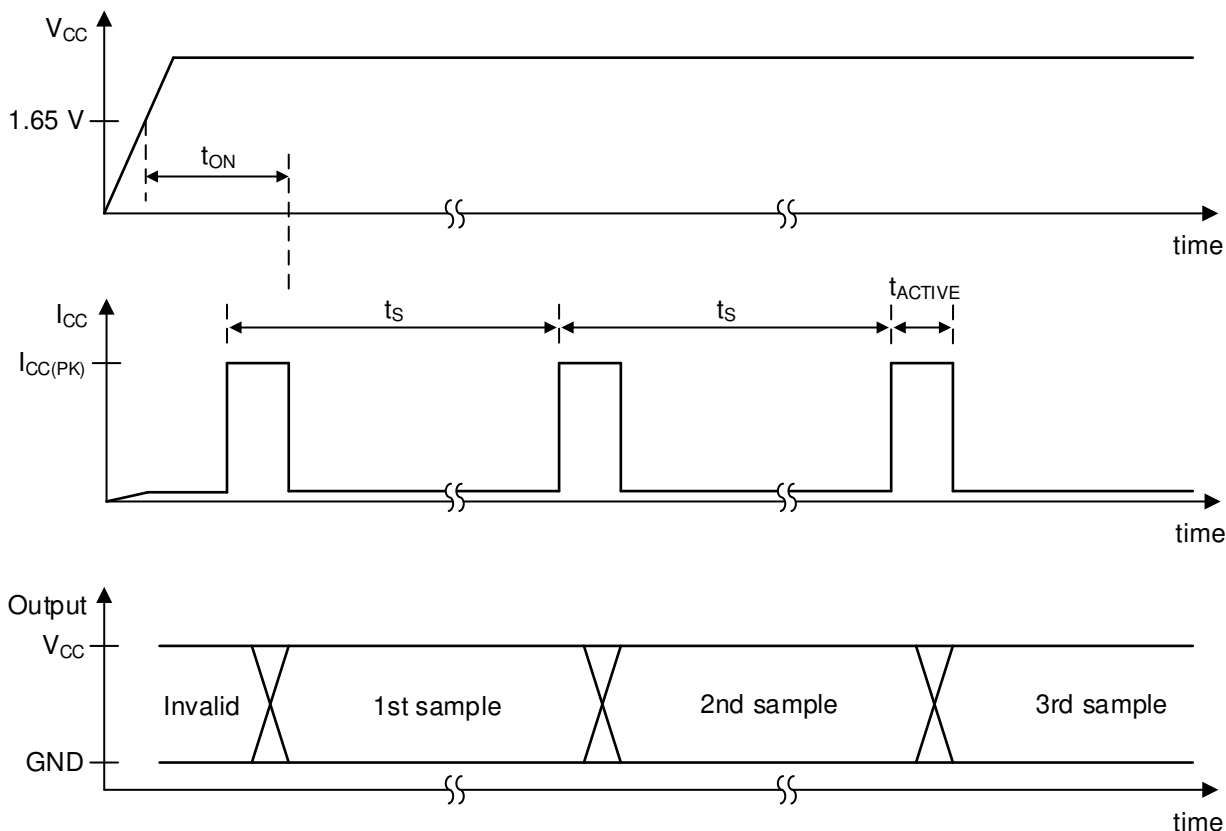 V_CC
1.65 V
t_ON
time
I_CC
I_CC(PK)
t_S
t_S
t_ACTIVE
time
Output
V_CC
GND
Invalid
1st sample
2nd sample
3rd sample
time